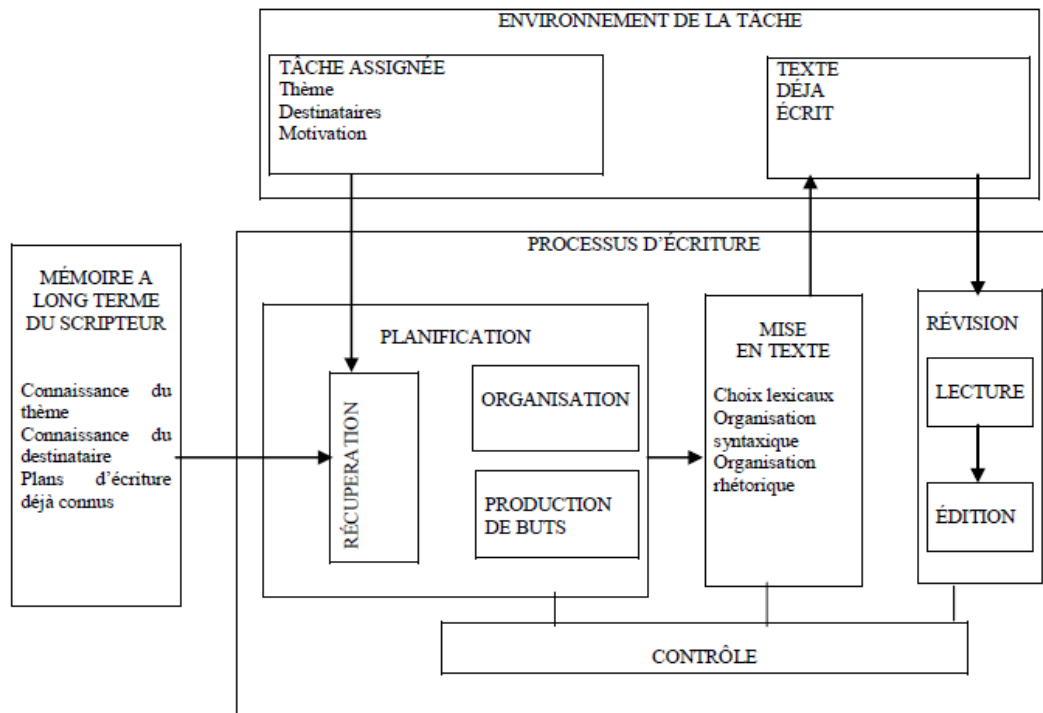 ENVIRONNEMENT DE LA TÂCHE
TÂCHE ASSIGNÉE
Thème
Destinataires
Motivation
TEXTE
DÉJA
ÉCRIT
PROCESSUS D'ÉCRITURE
MÉMOIRE A
LONG TERME
DU SCRIPTEUR
Connaissance du
thème
Connaissance du
destinataire
Plans d'écriture
déjà connus
PLANIFICATION
RÉCUPERATION
ORGANISATION
PRODUCTION
DE BUTS
MISE
EN TEXTE
Choix lexicaux
Organisation
syntaxique
Organisation
rhétorique
RÉVISION
LECTURE
ÉDITION
CONTRÔLE